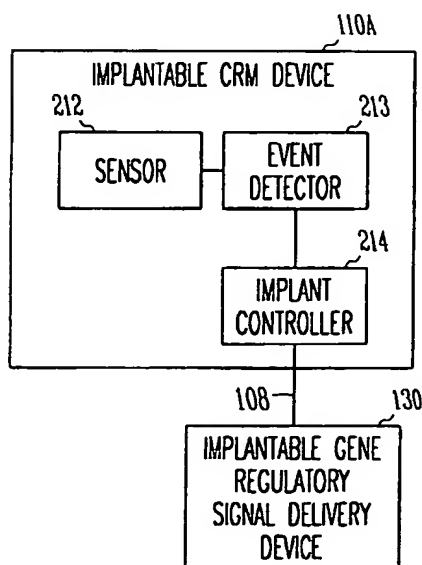 110A
IMPLANTABLE CRM DEVICE
212
213
SENSOR
EVENT
DETECTOR
214
IMPLANT
CONTROLLER
108
130
IMPLANTABLE GENE
REGULATORY
SIGNAL DELIVERY
DEVICE